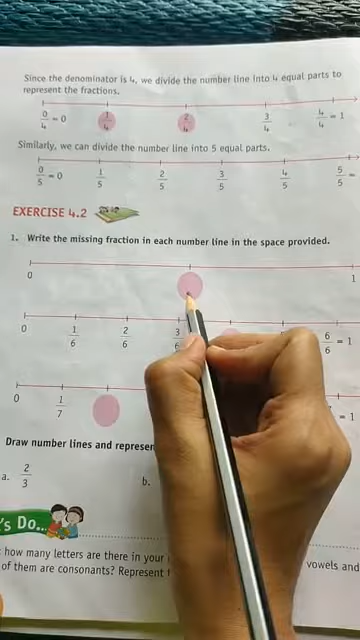 Since the denominator is 4, we divide the number line into 4 equal parts to
represent the fractions.
0/4 = 0 1/4 2/4 3/4 4/4 = 1
Similarly, we can divide the number line into 5 equal parts.
0/5 = 0 1/5 2/5 3/5 4/5 5/5 =
EXERCISE 4.2
1. Write the missing fraction in each number line in the space provided.
0 1
0 1/6 2/6 3/6 6/6 = 1
0 1/7 = 1
Draw number lines and represen
a. 2/3 b.
's Do...
how many letters are there in your vowels and
of them are consonants? Represent